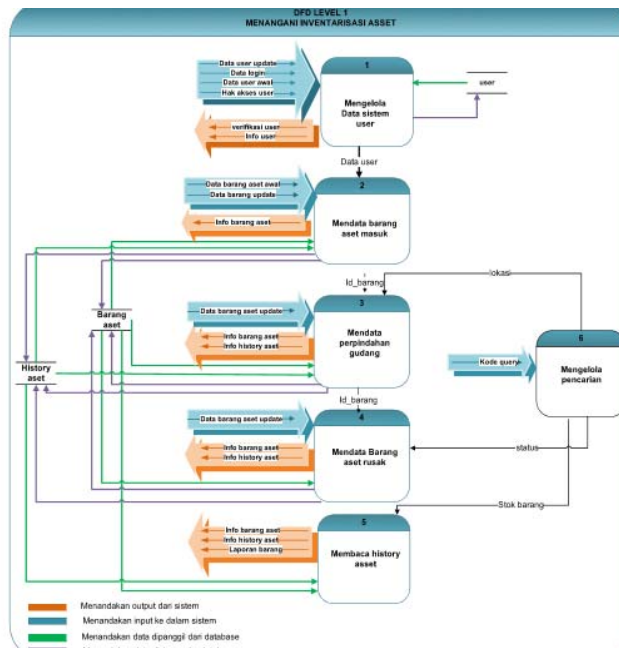 DFD LEVEL 1
MENANGANI INVENTARISASI ASSET
Data user update
Data login
Data user awal
Hak akses user
verifikasi user
Info user
1
Mengelola
Data sistem
user
user
Data user
Data barang aset awal
Data barang update
Info barang aset
2
Mendata barang
aset masuk
Id_barang
lokasi
Data barang aset update
Info barang aset
Info history aset
3
Mendata
perpindahan
gudang
Barang
aset
History
aset
6
Mengelola
pencarian
Kode query
Id_barang
Data barang aset update
Info barang aset
Info history aset
4
Mendata Barang
aset rusak
status
Stok barang
Info barang aset
Info history aset
Laporan barang
5
Membaca history
asset
Menandakan output dari sistem
Menandakan input ke dalam sistem
Menandakan data dipanggil dari database